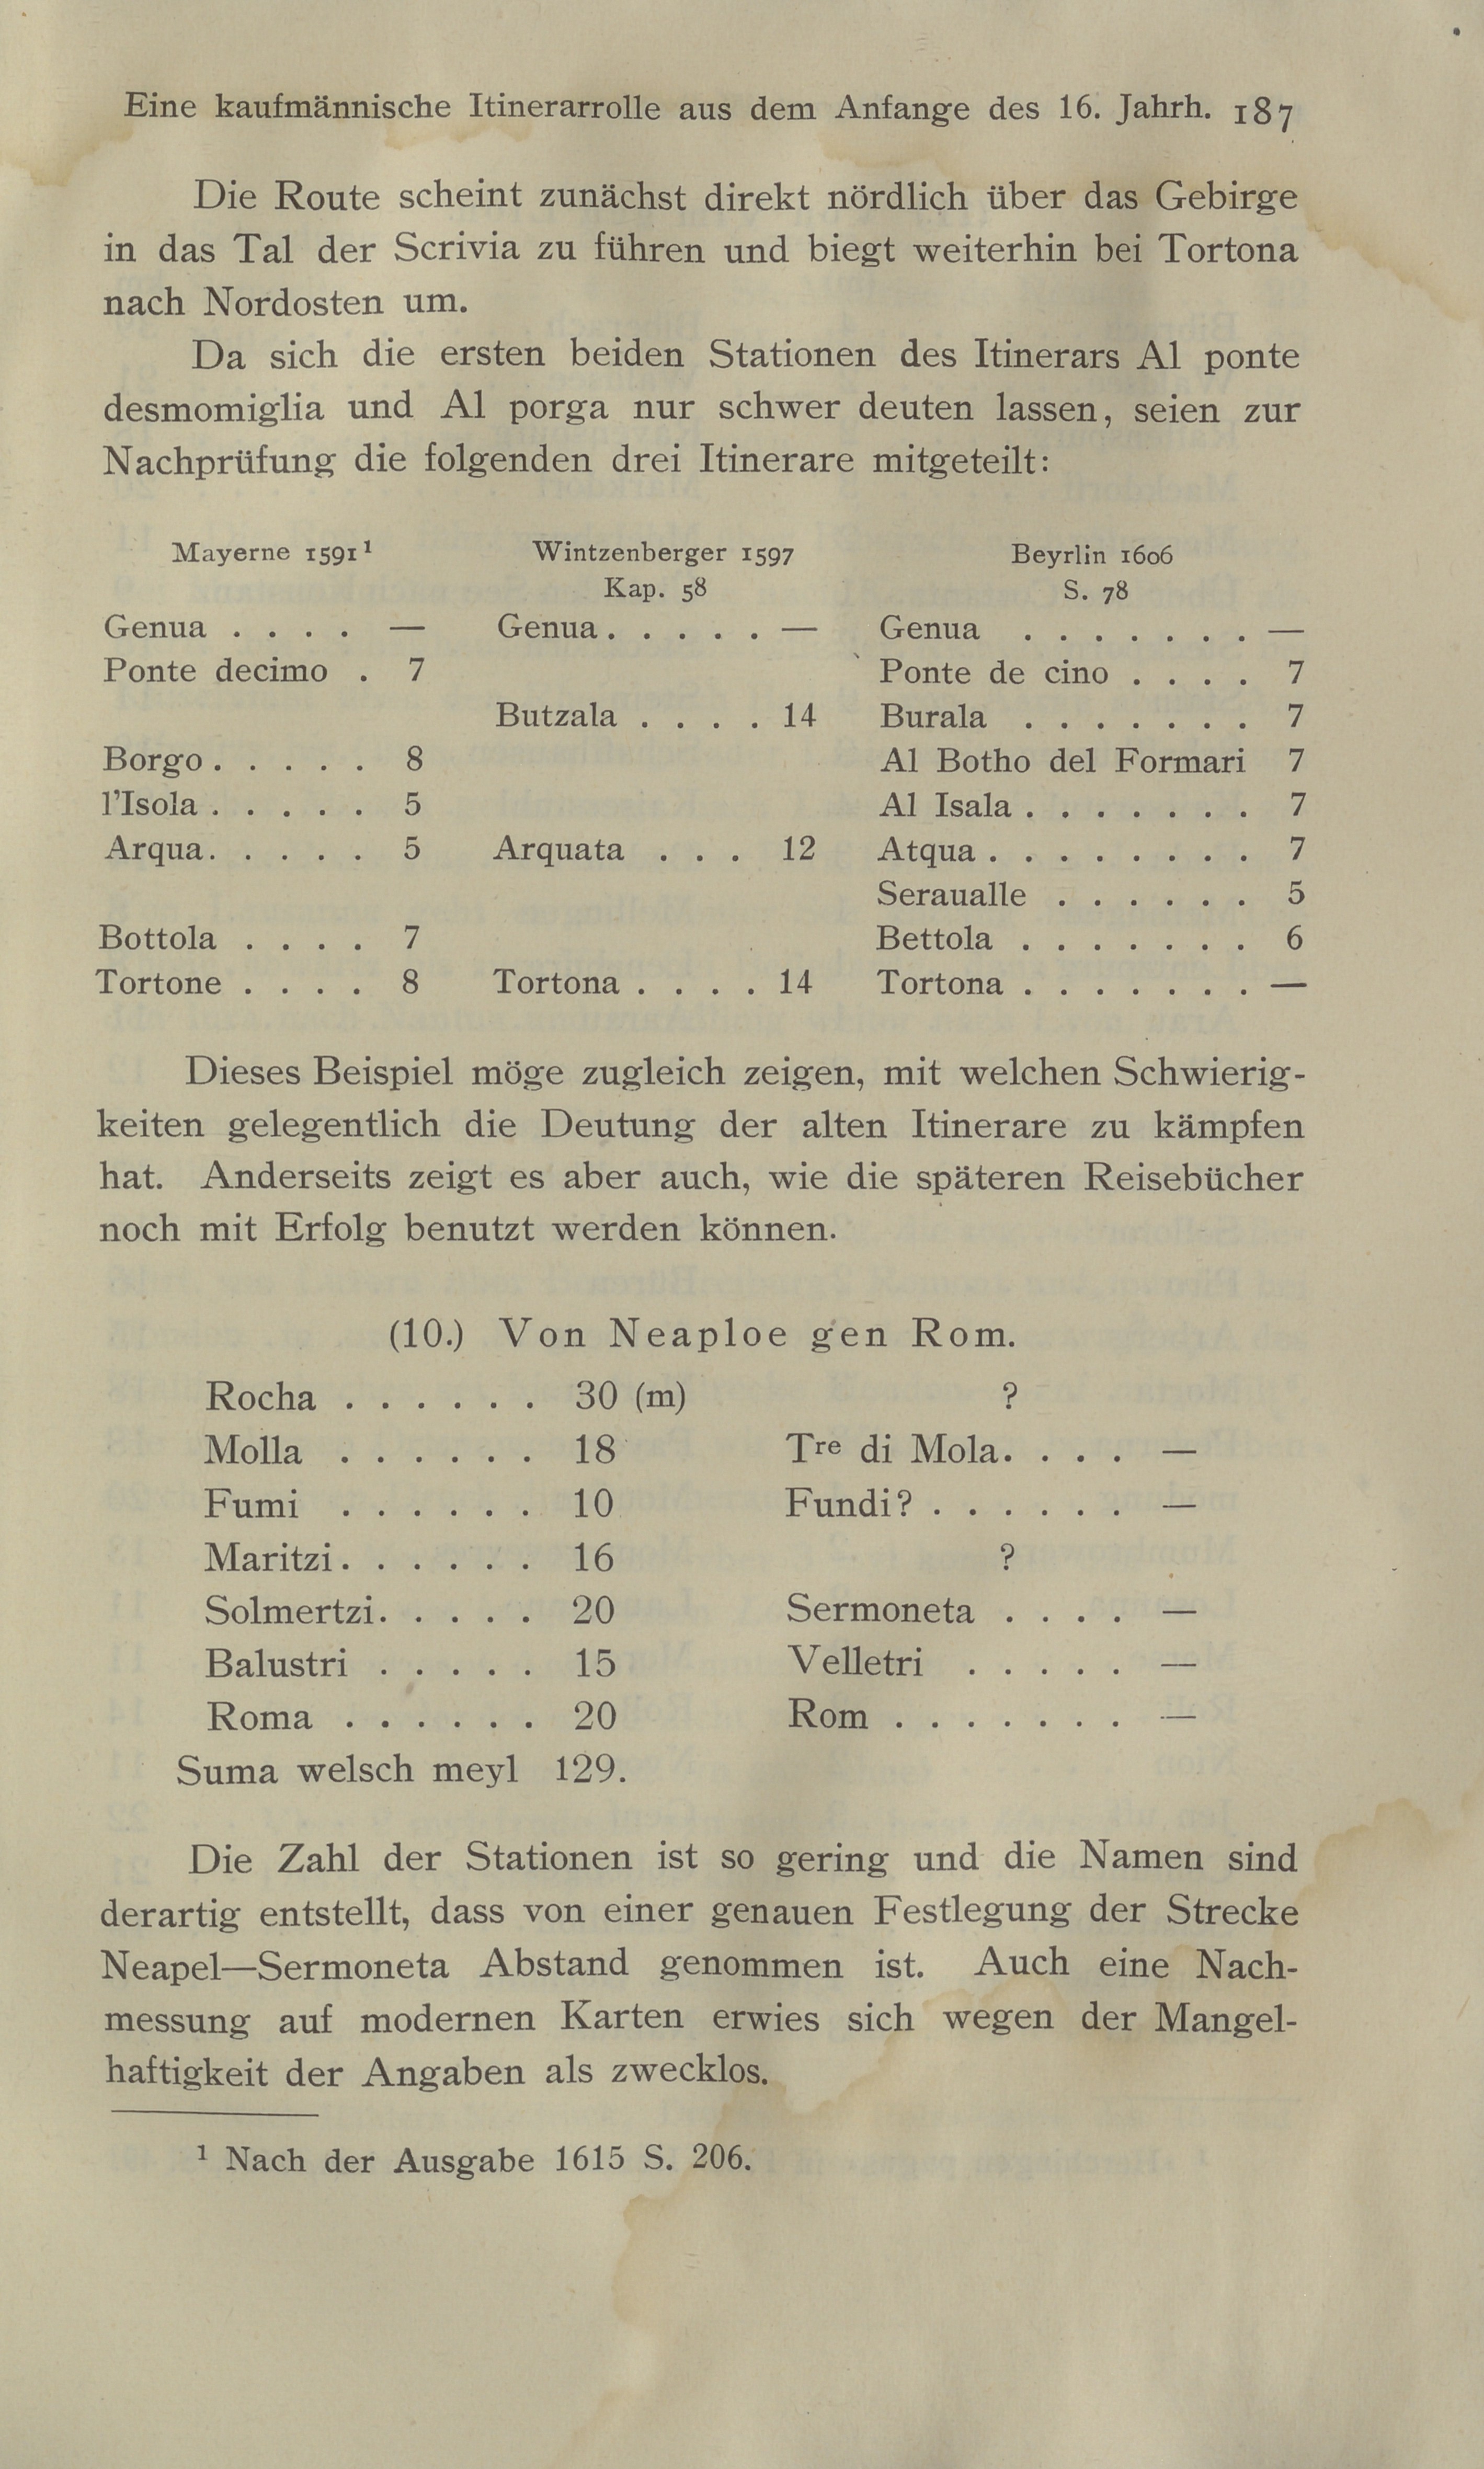 Eine kaufmännische Itinerarrolle aus dem Anfange des 16. Jahrh. 187
Die Route scheint zunächst direkt nördlich über das Gebirge
in das Tal der Scrivia zu führen und biegt weiterhin bei Tortona
nach Nordosten um.
Da sich die ersten beiden Stationen des Itinerars Al ponte
desmomiglia und Al porga nur schwer deuten lassen, seien zur
Nachprüfung die folgenden drei Itinerare mitgeteilt:
Mayerne 1591¹ Wintzenberger 1597 Beyrlin 1606
Kap. 58 S. 78
Genua . . . . — Genua . . . . . — Genua . . . . . . . —
Ponte decimo . 7 Ponte de cino . . . . 7
Butzala . . . . 14 Burala . . . . . . . 7
Borgo . . . . . 8 Al Botho del Formari 7
l'Isola . . . . . 5 Al Isala . . . . . . . 7
Arqua . . . . . 5 Arquata . . . 12 Atqua . . . . . . . . 7
Seraualle . . . . . . 5
Bottola . . . . 7 Bettola . . . . . . . 6
Tortone . . . . 8 Tortona . . . . 14 Tortona . . . . . . . —
Dieses Beispiel möge zugleich zeigen, mit welchen Schwierig-
keiten gelegentlich die Deutung der alten Itinerare zu kämpfen
hat. Anderseits zeigt es aber auch, wie die späteren Reisebücher
noch mit Erfolg benutzt werden können.
(10.) Von Neaploe gen Rom.
Rocha . . . . . . 30 (m) ?
Molla . . . . . . 18 Tre di Mola . . . . —
Fumi . . . . . . 10 Fundi? . . . . . . —
Maritzi . . . . . . 16 ?
Solmertzi . . . . . 20 Sermoneta . . . . —
Balustri . . . . . 15 Velletri . . . . . —
Roma . . . . . . 20 Rom . . . . . . . —
Suma welsch meyl 129.
Die Zahl der Stationen ist so gering und die Namen sind
derartig entstellt, dass von einer genauen Festlegung der Strecke
Neapel—Sermoneta Abstand genommen ist. Auch eine Nach-
messung auf modernen Karten erwies sich wegen der Mangel-
haftigkeit der Angaben als zwecklos.
¹ Nach der Ausgabe 1615 S. 206.